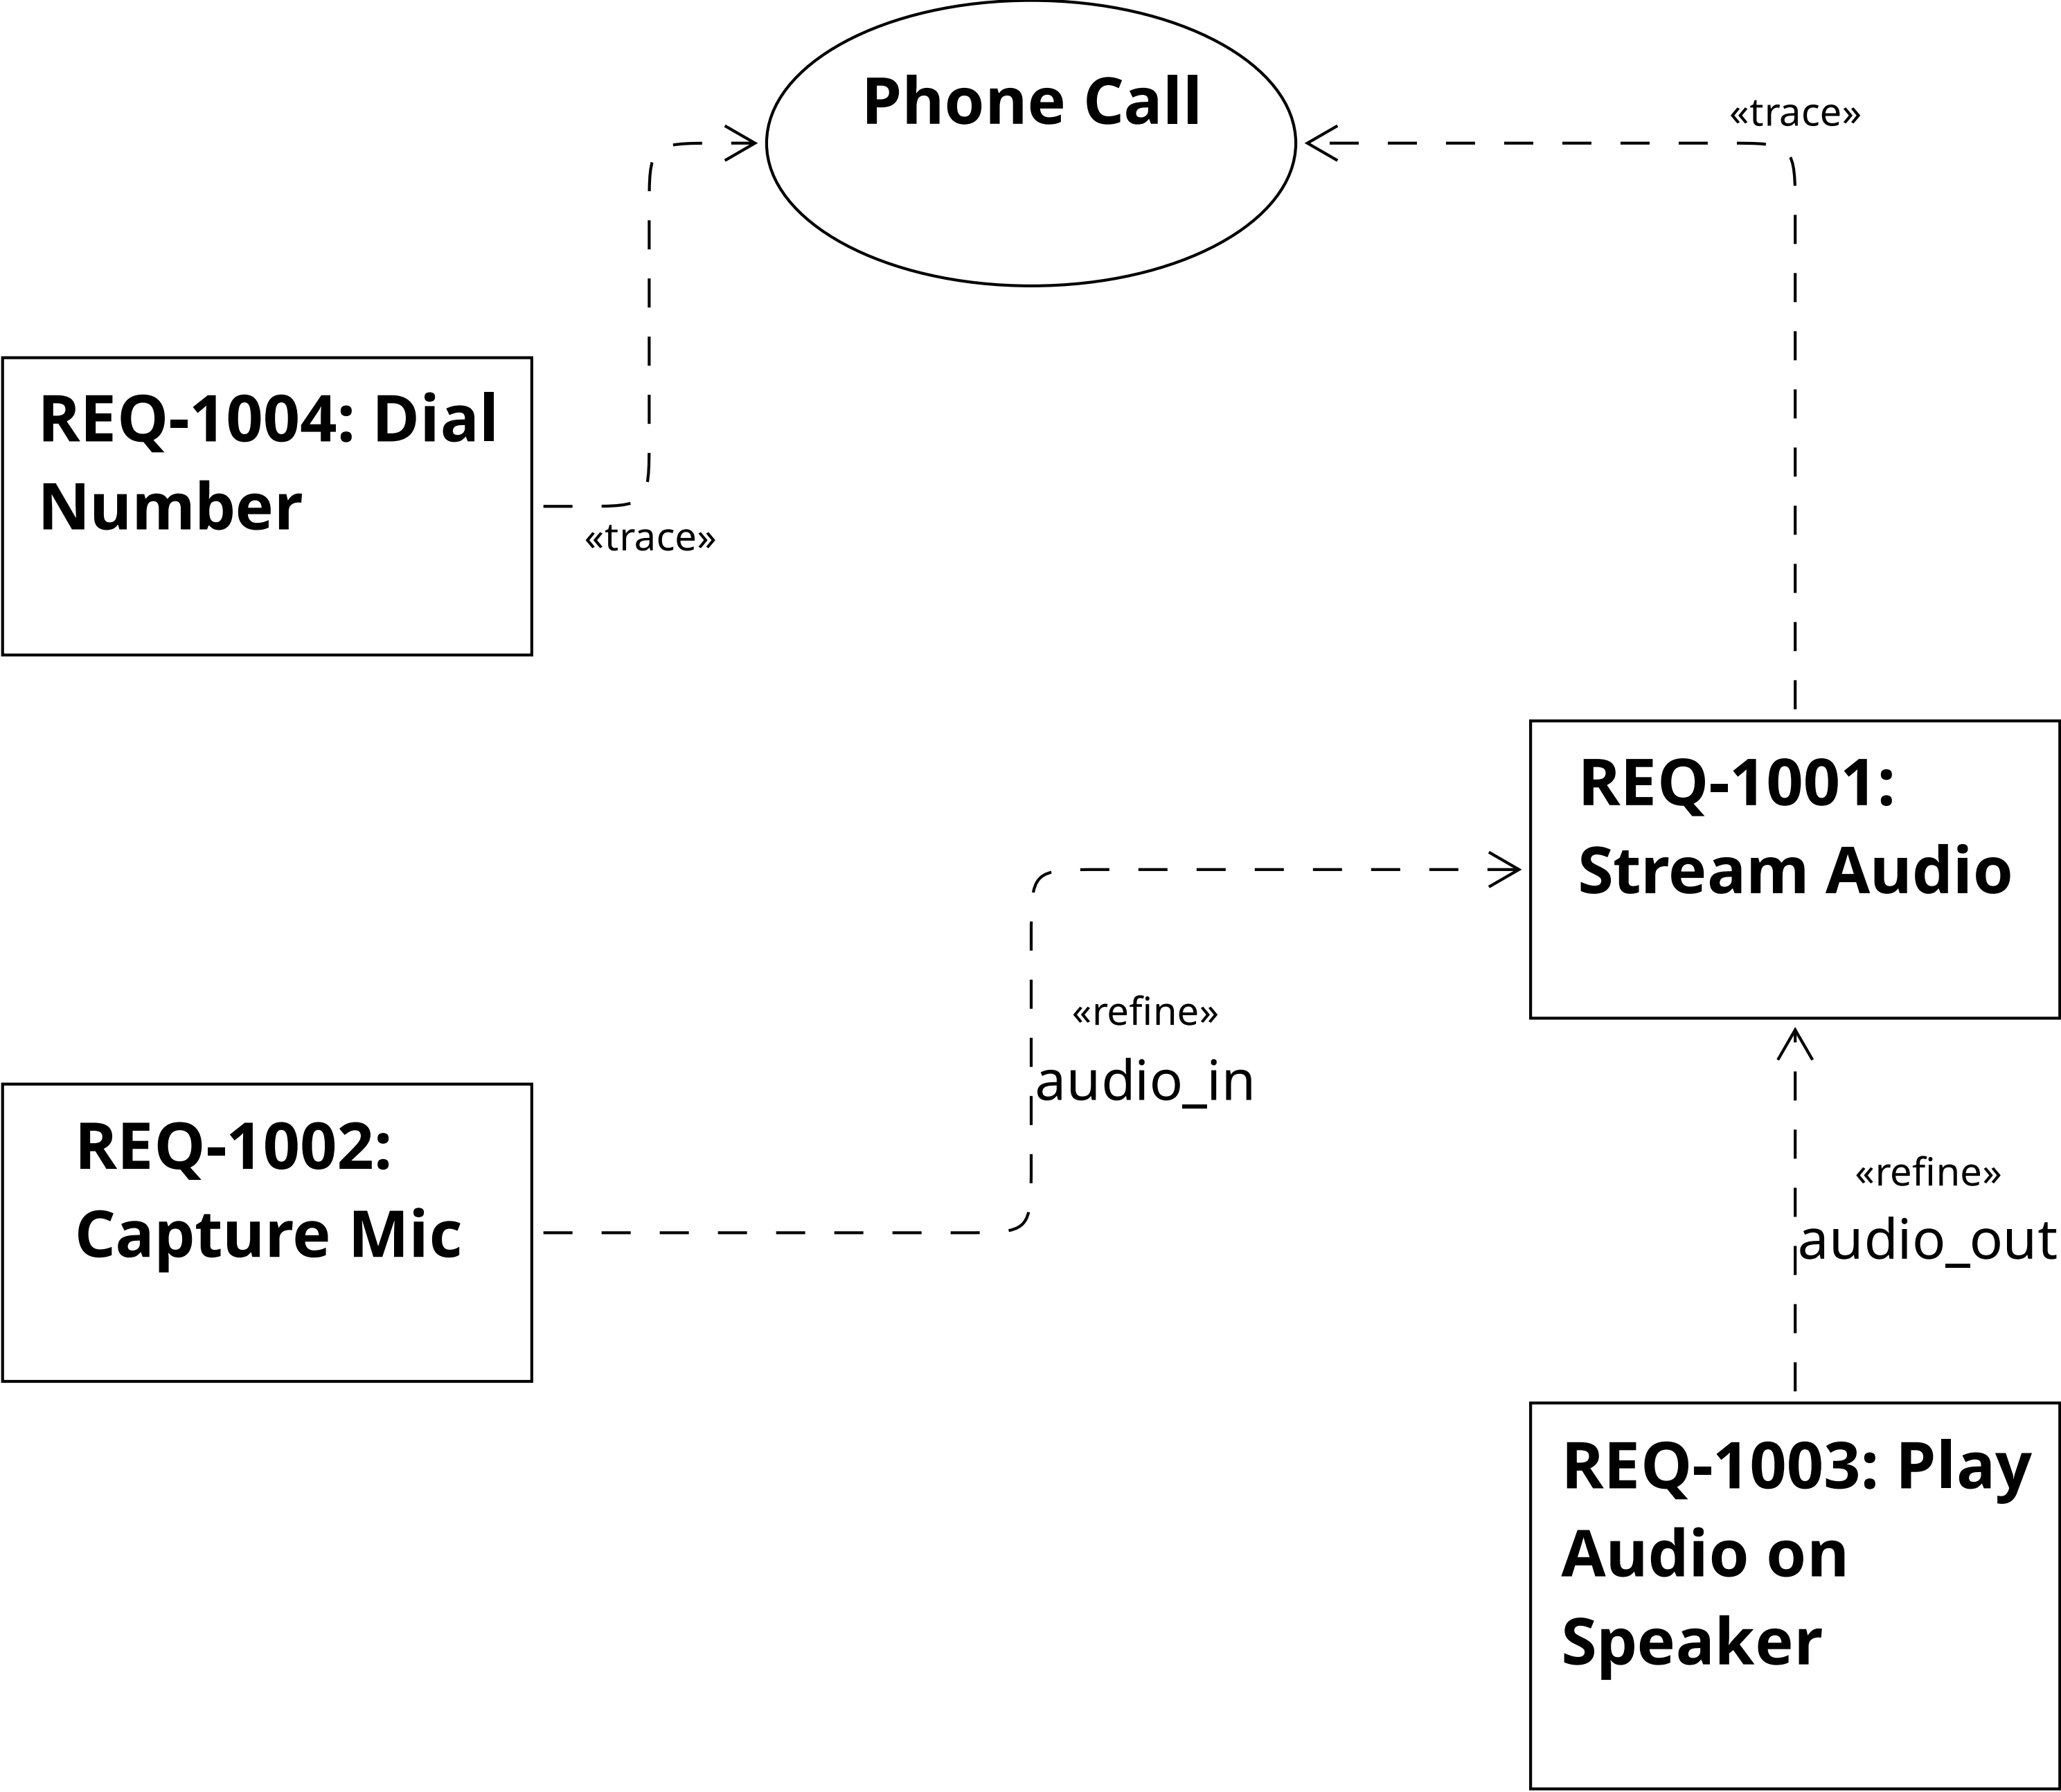 Phone Call
«trace»
REQ-1004: Dial
Number
«trace»
REQ-1001:
Stream Audio
«refine»
audio_in
REQ-1002:
Capture Mic
«refine»
audio_out
REQ-1003: Play
Audio on
Speaker